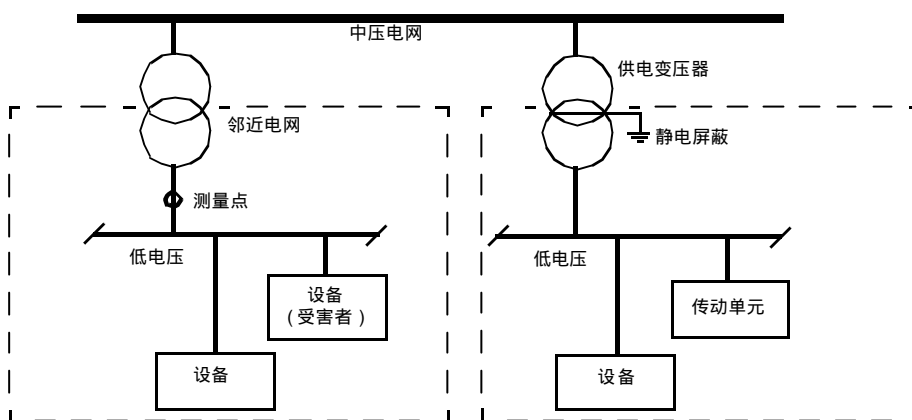 中压电网
供电变压器
邻近电网
静电屏蔽
测量点
低电压
低电压
设备
(受害者)
传动单元
设备
设备